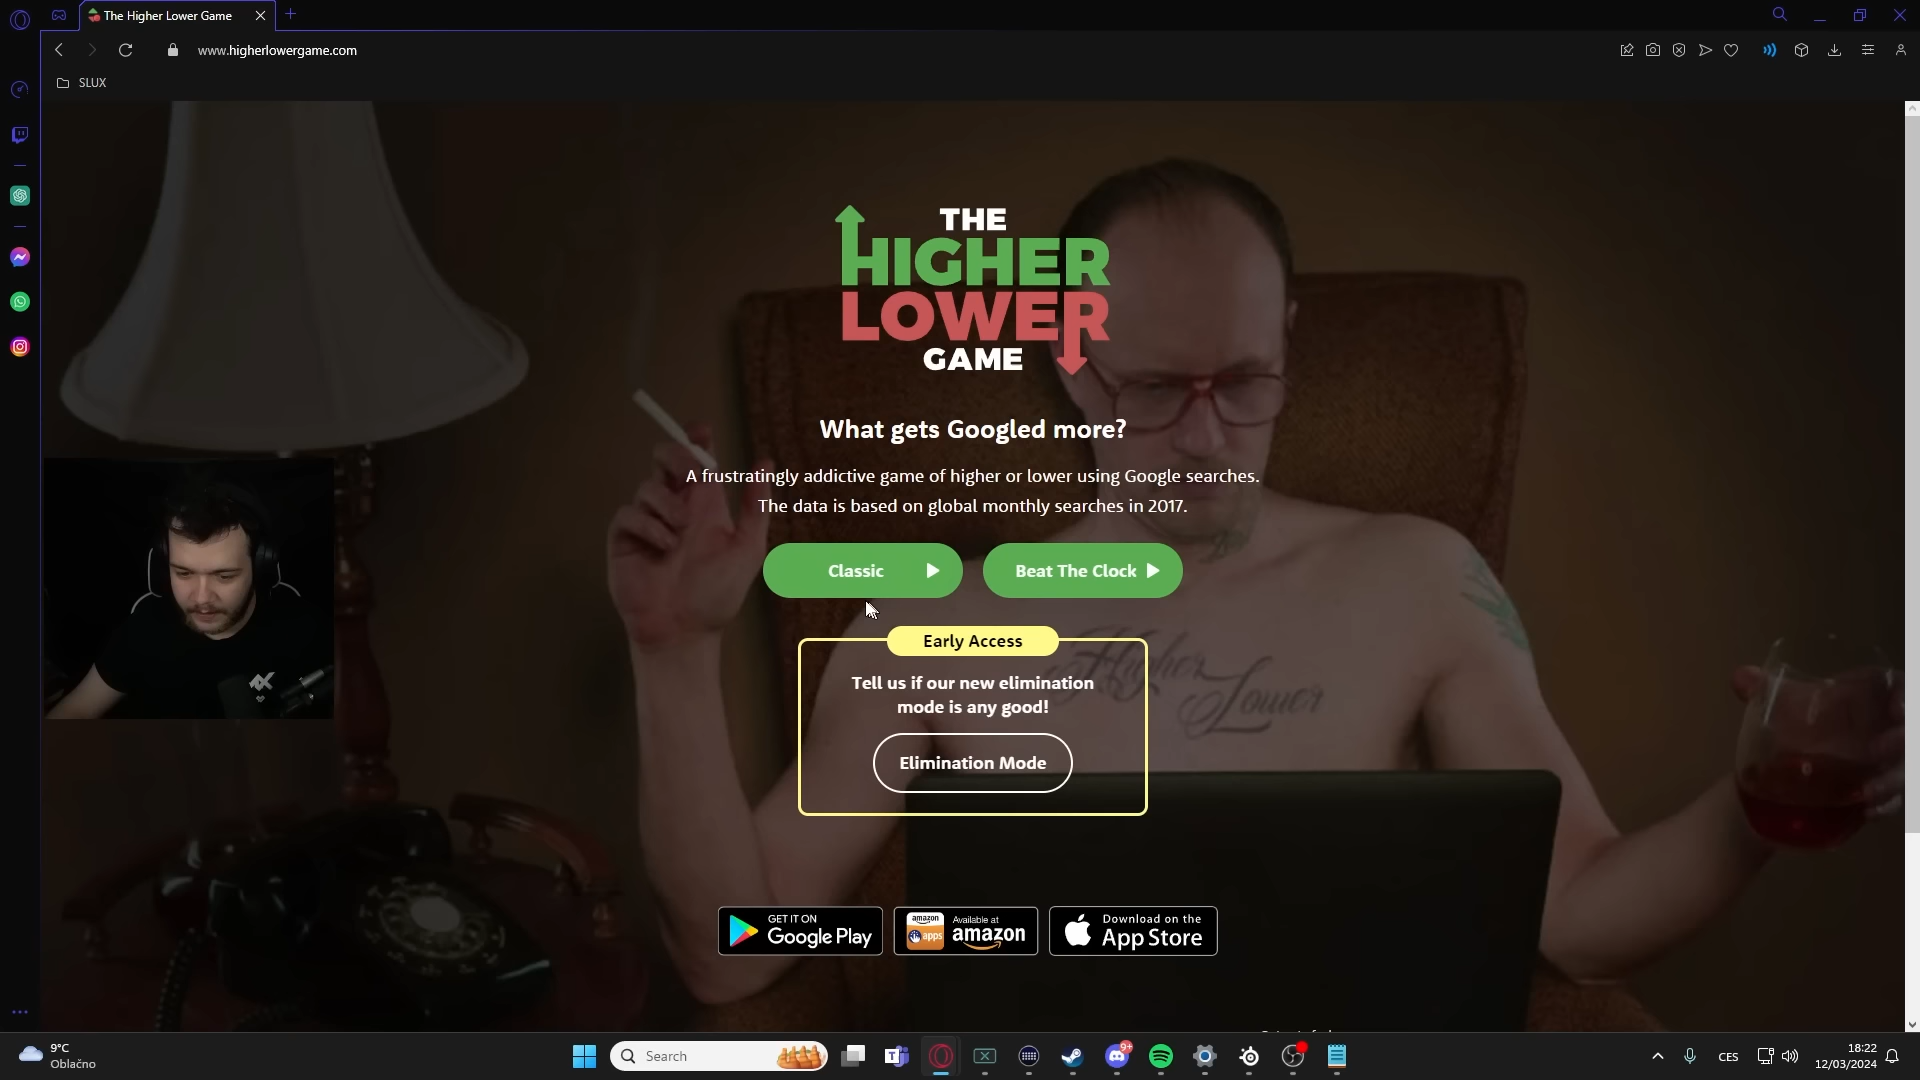 The Higher Lower Game
www.higherlowergame.com
SLUX
THE
HIGHER
LOWER
GAME
What gets Googled more?
A frustratingly addictive game of higher or lower using Google searches.
The data is based on global monthly searches in 2017.
Classic
Beat The Clock
Early Access
Tell us if our new elimination
mode is any good!
Elimination Mode
Higher
Lower
GET IT ON
Google Play
amazon
apps
Available at
amazon
Download on the
App Store
9°C
Oblačno
Search
9+
CES
18:22
12/03/2024